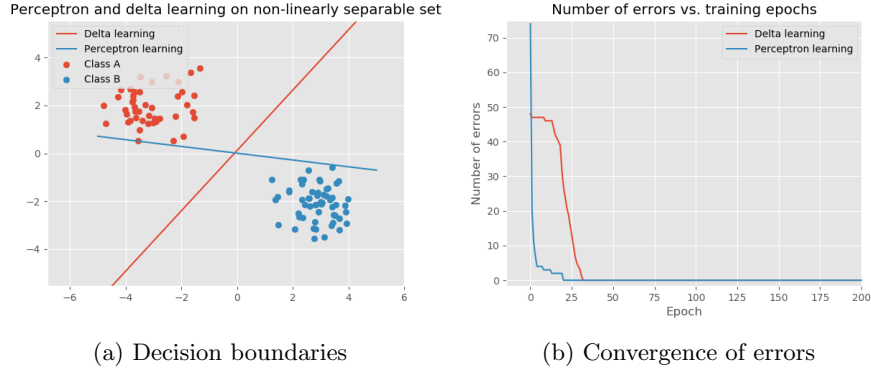 Perceptron and delta learning on non-linearly separable set
Delta learning
Perceptron learning
Class A
Class B
4
2
0
−2
−4
−6
−4
−2
0
2
4
6
(a) Decision boundaries
Number of errors vs. training epochs
Delta learning
Perceptron learning
Number of errors
70
60
50
40
30
20
10
0
0
25
50
75
100
125
150
175
200
Epoch
(b) Convergence of errors